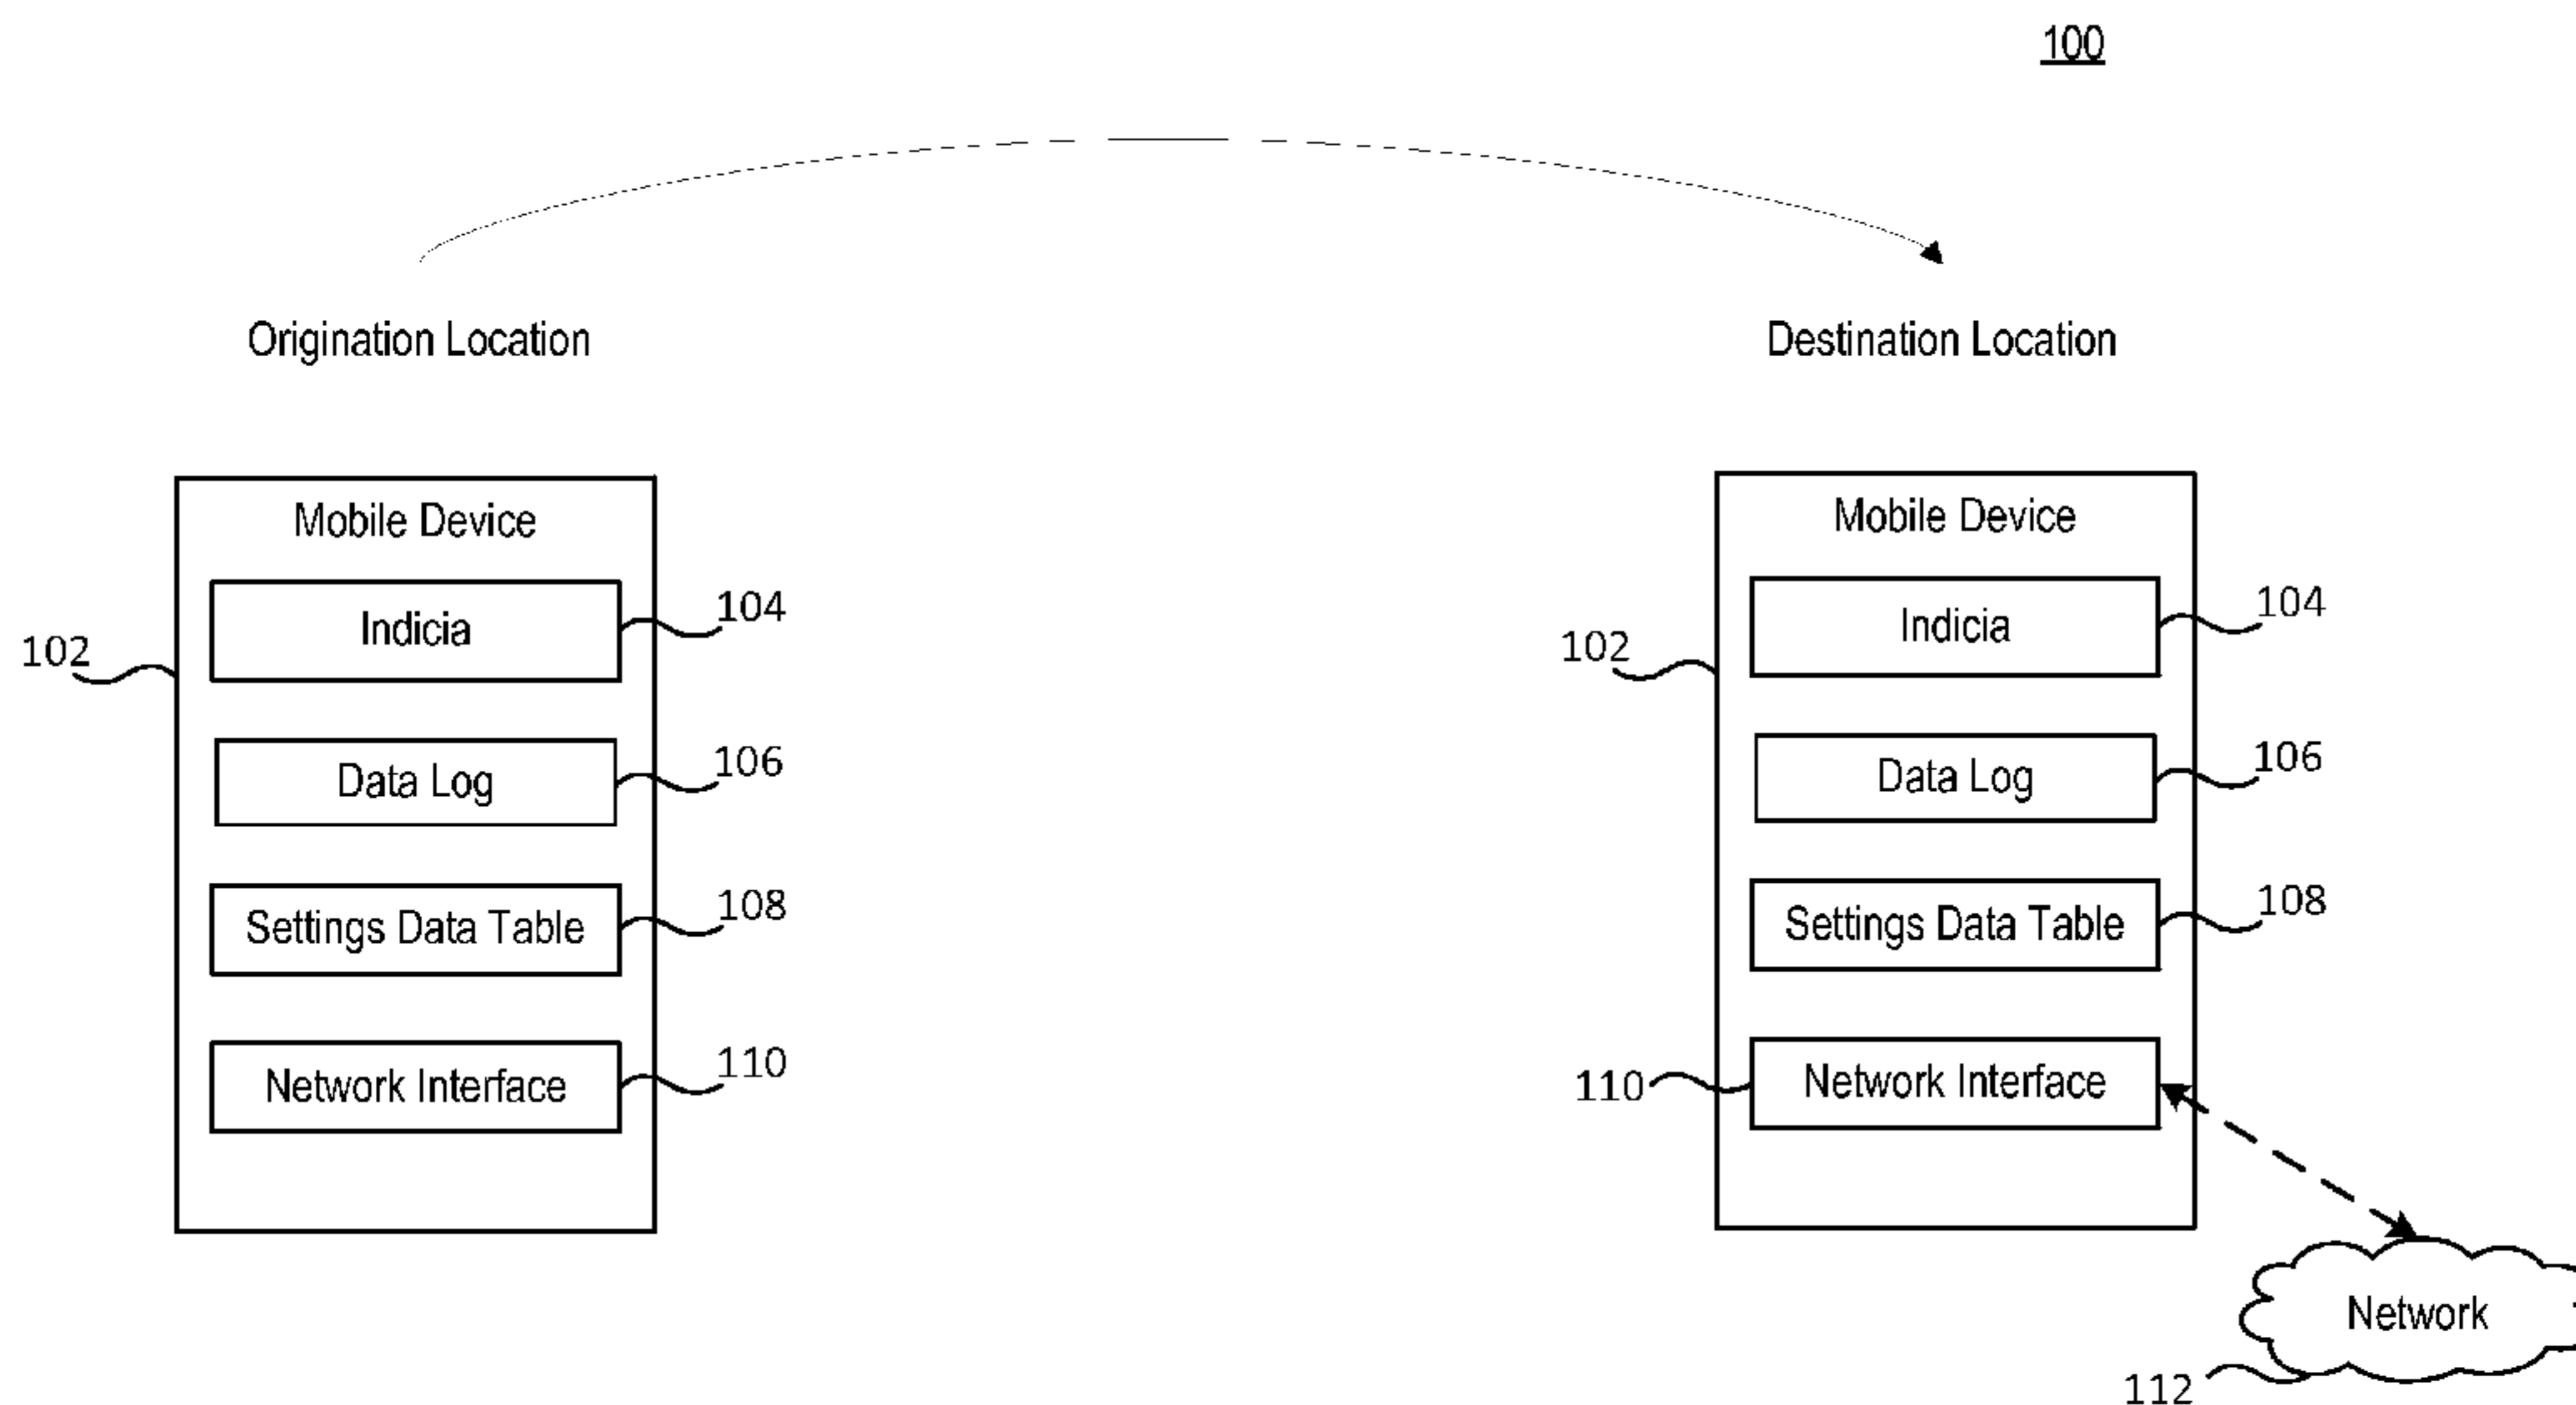 100
Origination Location
Destination Location
Mobile Device
Indicia
104
102
Data Log
106
Settings Data Table
108
Network Interface
110
Mobile Device
Indicia
104
102
Data Log
106
Settings Data Table
108
110
Network Interface
Network
112